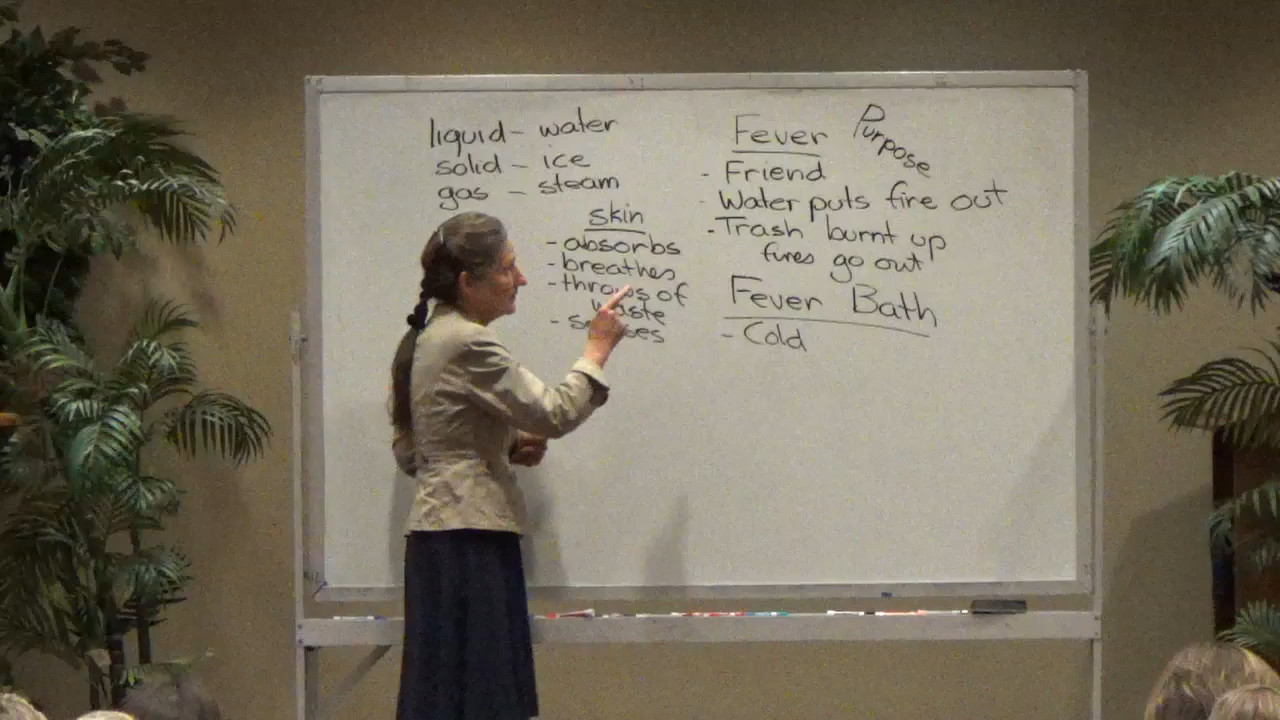 liquid - water
solid - ice
gas - steam
skin
- absorbs
- breathes
- throws of
waste
- senses
Fever
Purpose
- Friend
- Water puts fire out
- Trash burnt up
fires go out
Fever Bath
- Cold